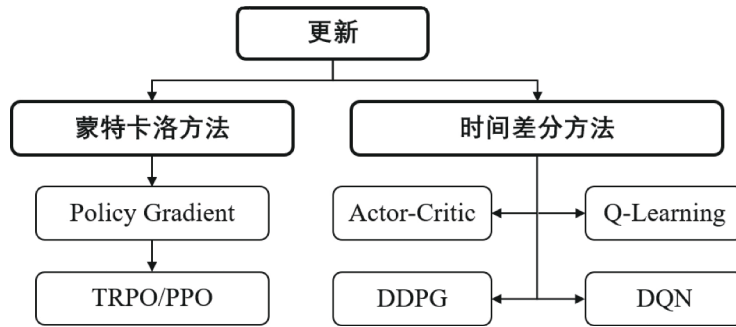 更新
蒙特卡洛方法
时间差分方法
Policy Gradient
Actor-Critic
Q-Learning
TRPO/PPO
DDPG
DQN